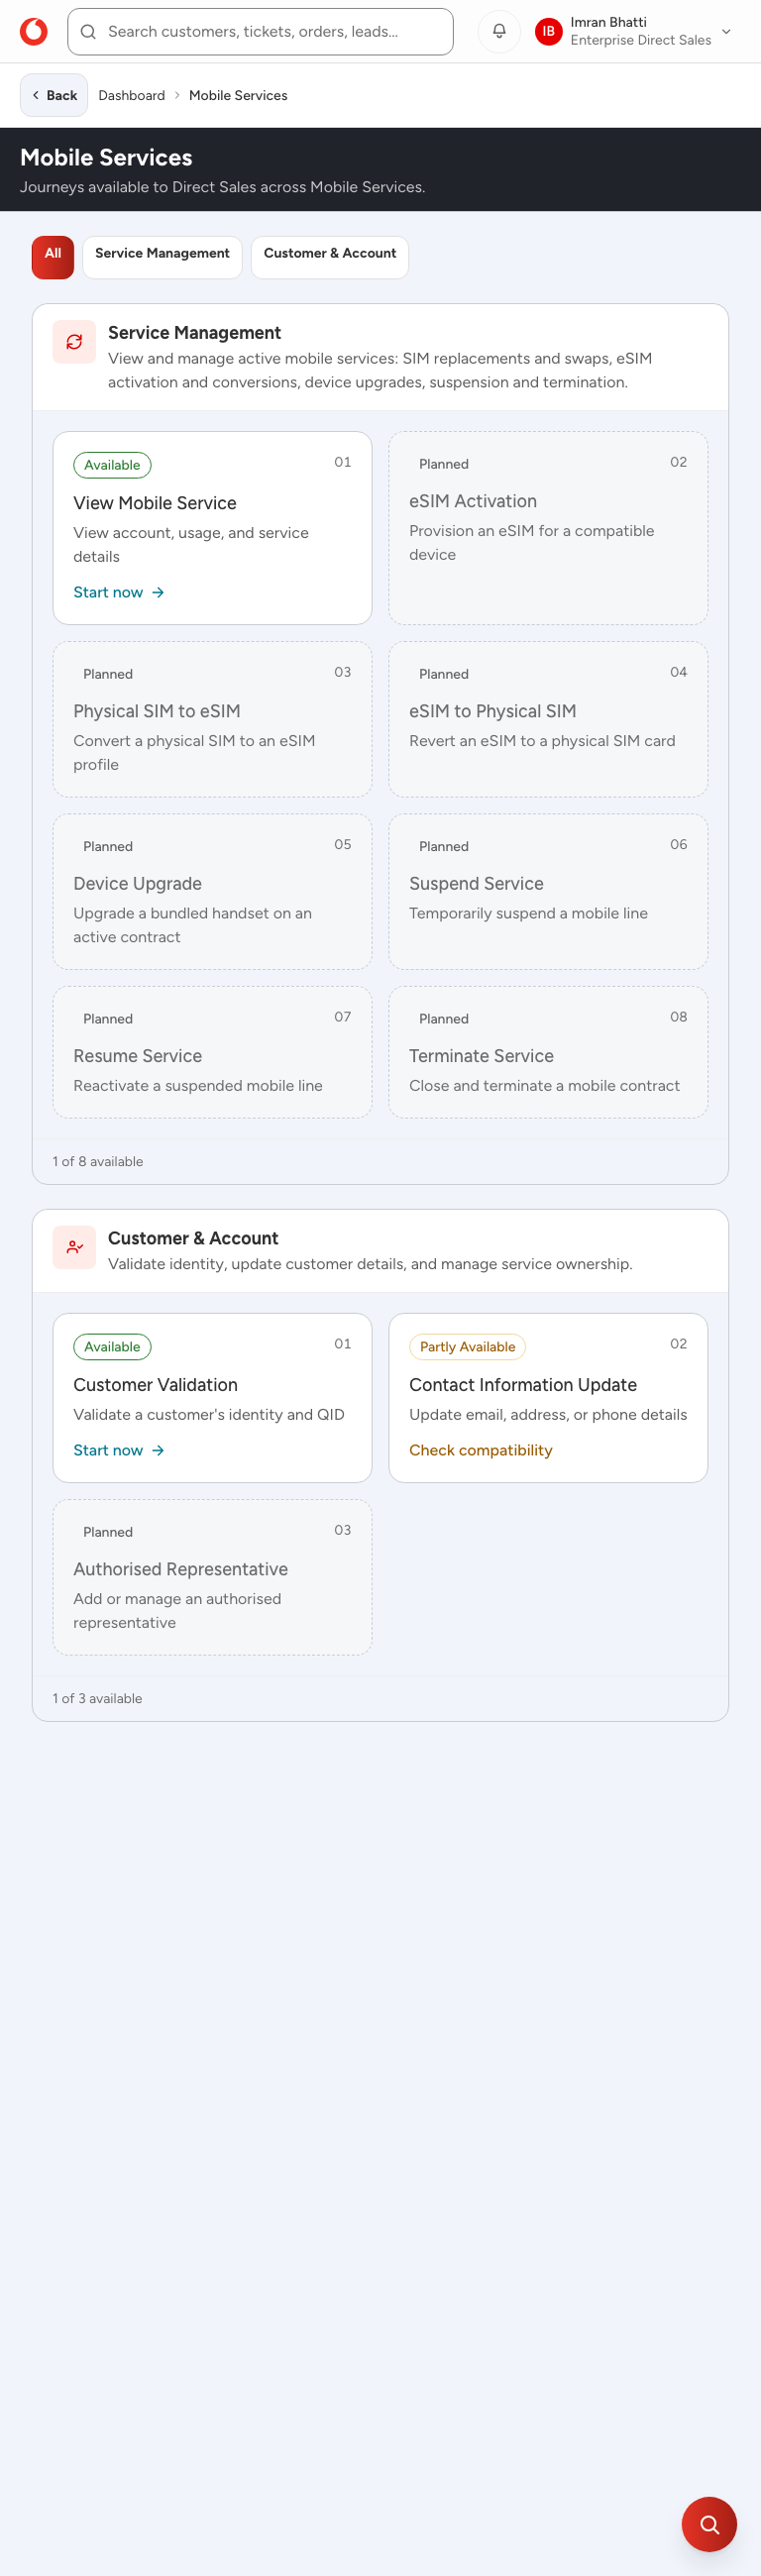 Search customers, tickets, orders, leads...
IB
Imran Bhatti
Enterprise Direct Sales
Back
Dashboard
Mobile Services
Mobile Services
Journeys available to Direct Sales across Mobile Services.
All
Service Management
Customer & Account
Service Management
View and manage active mobile services: SIM replacements and swaps, eSIM
activation and conversions, device upgrades, suspension and termination.
Available
01
View Mobile Service
View account, usage, and service
details
Start now
Planned
02
eSIM Activation
Provision an eSIM for a compatible
device
Planned
03
Physical SIM to eSIM
Convert a physical SIM to an eSIM
profile
Planned
04
eSIM to Physical SIM
Revert an eSIM to a physical SIM card
Planned
05
Device Upgrade
Upgrade a bundled handset on an
active contract
Planned
06
Suspend Service
Temporarily suspend a mobile line
Planned
07
Resume Service
Reactivate a suspended mobile line
Planned
08
Terminate Service
Close and terminate a mobile contract
1 of 8 available
Customer & Account
Validate identity, update customer details, and manage service ownership.
Available
01
Customer Validation
Validate a customer's identity and QID
Start now
Partly Available
02
Contact Information Update
Update email, address, or phone details
Check compatibility
Planned
03
Authorised Representative
Add or manage an authorised
representative
1 of 3 available